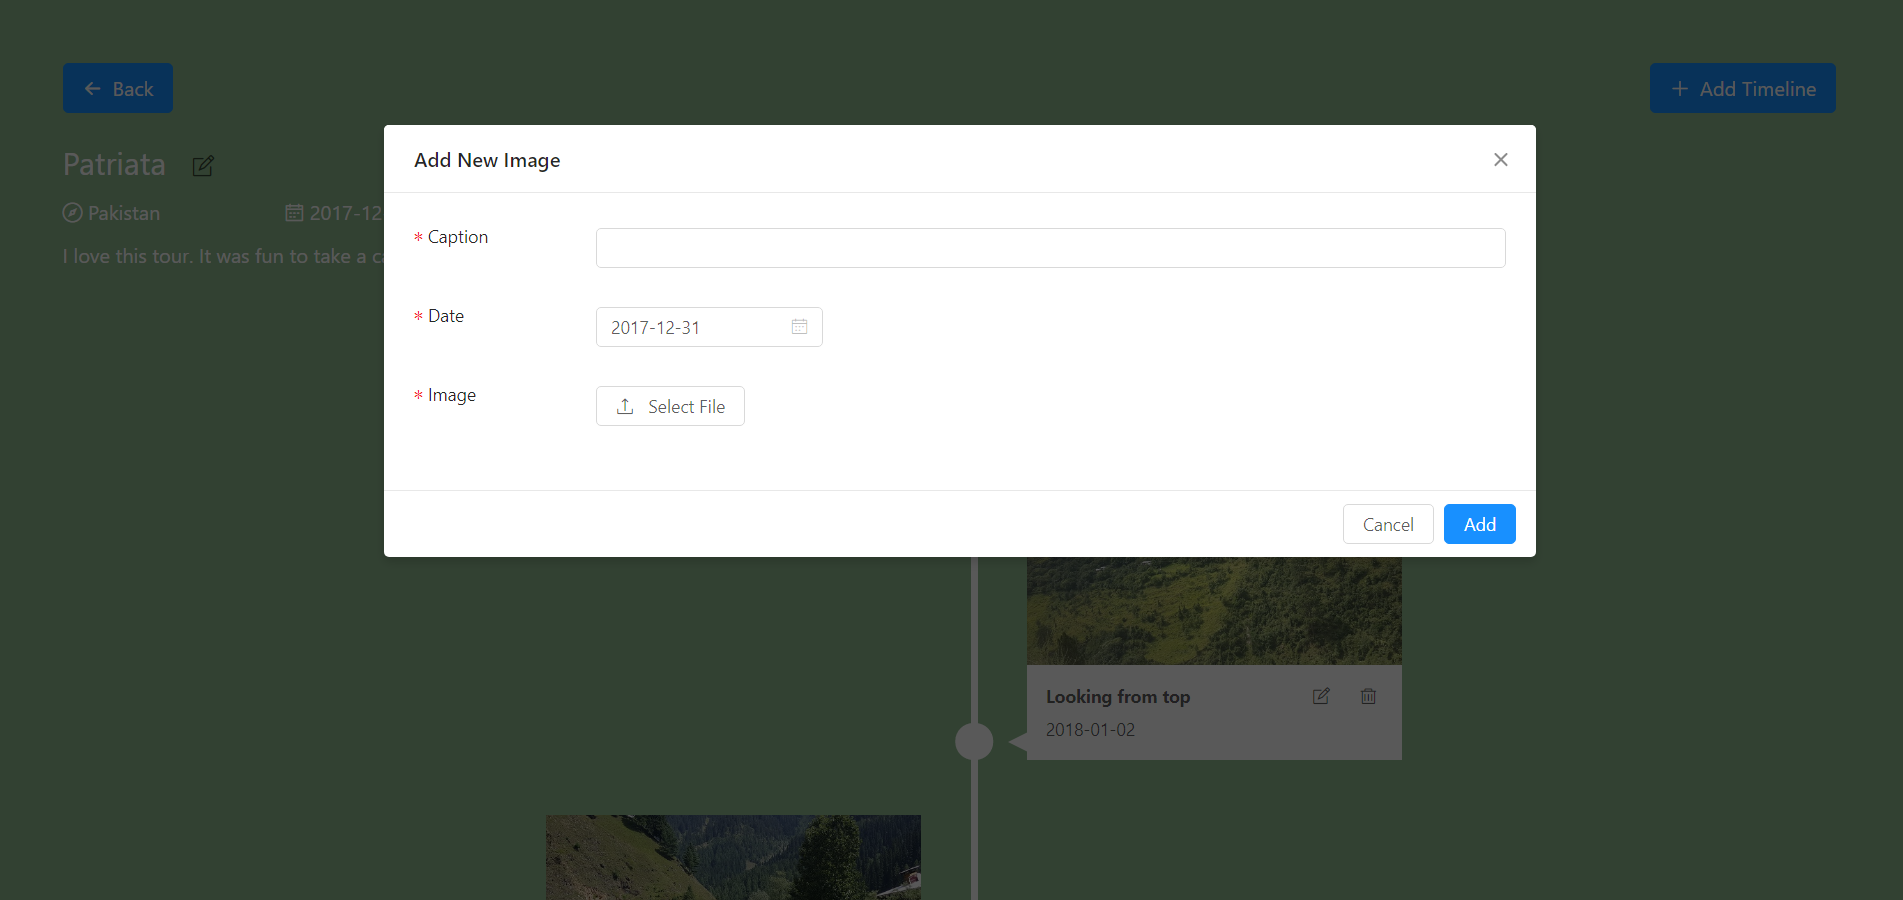 Back
Add Timeline
Patriata
Pakistan
2017-12
I love this tour. It was fun to take a
Add New Image
* Caption
* Date
2017-12-31
* Image
Select File
Cancel
Add
Looking from top
2018-01-02